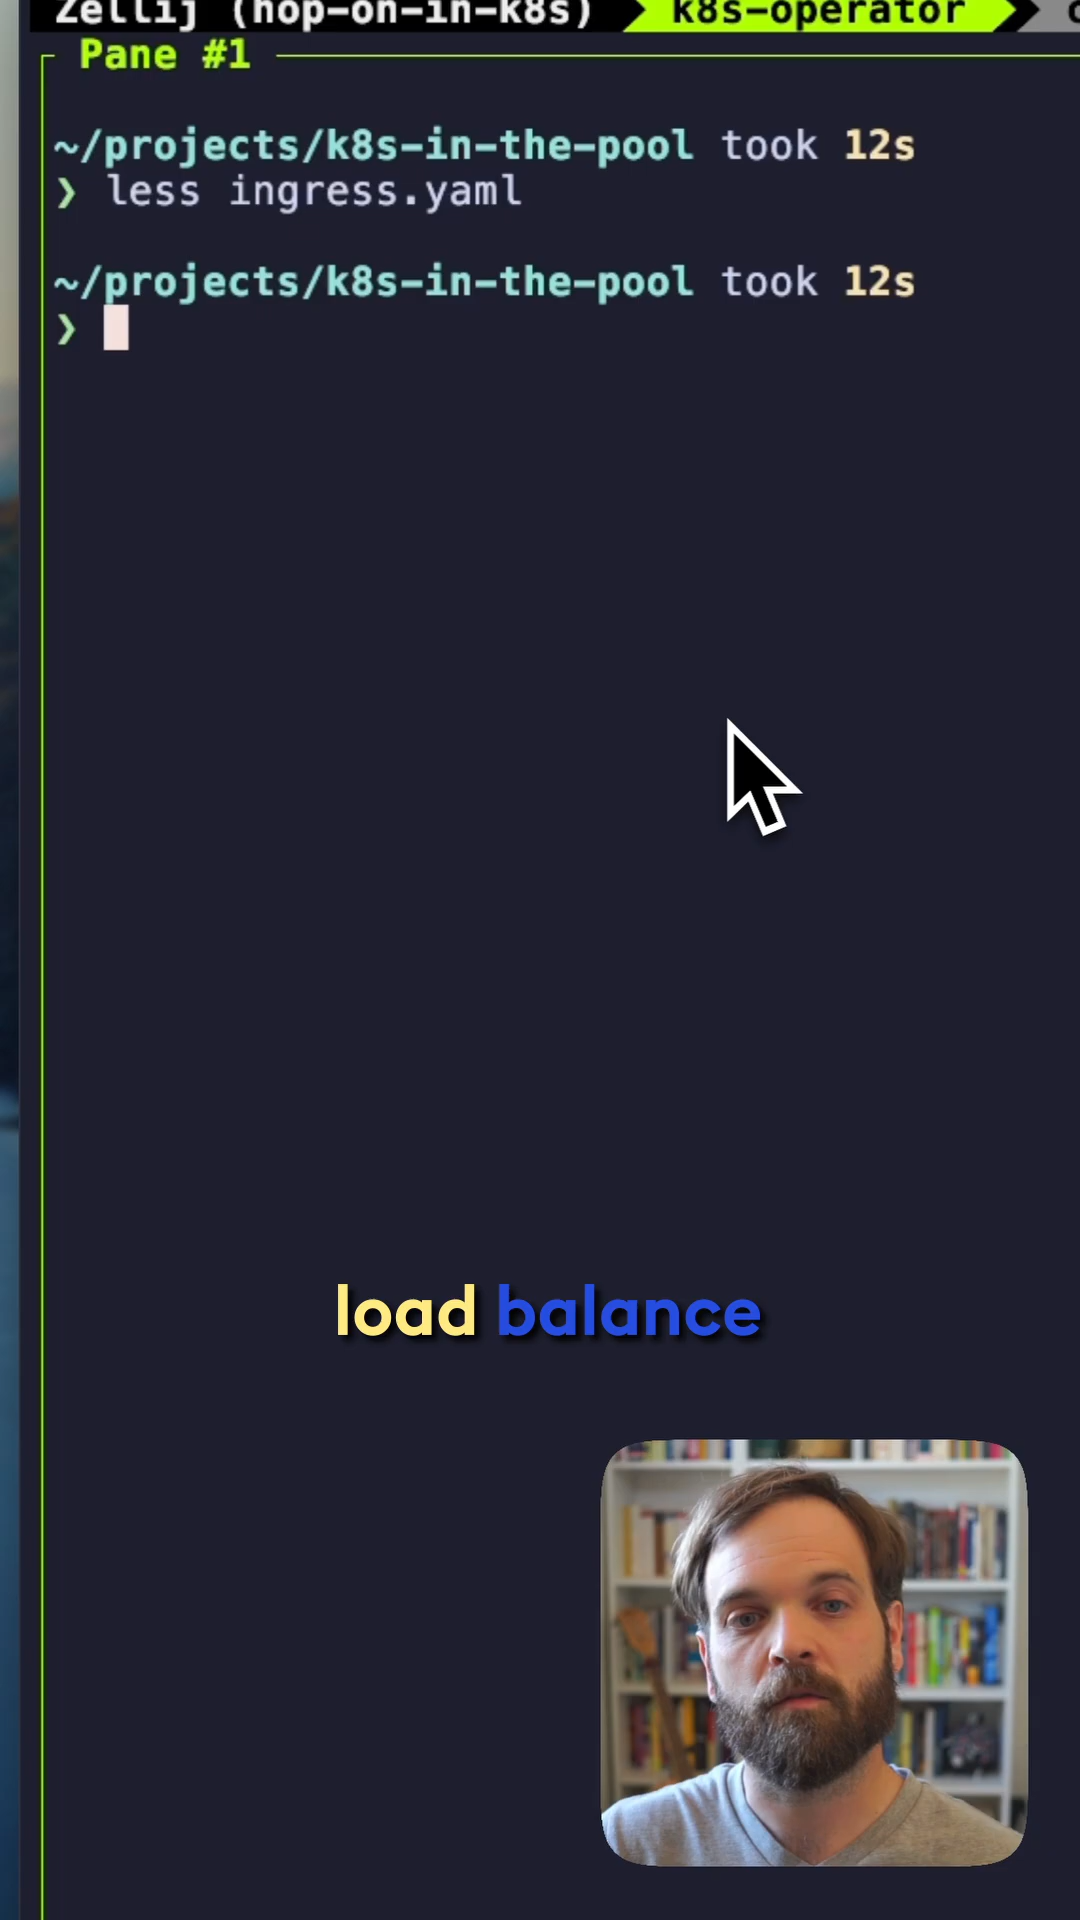 Zellij (hop-on-in-k8s) k8s-operator
Pane #1
~/projects/k8s-in-the-pool took 12s
❯ less ingress.yaml
~/projects/k8s-in-the-pool took 12s
❯
load balance